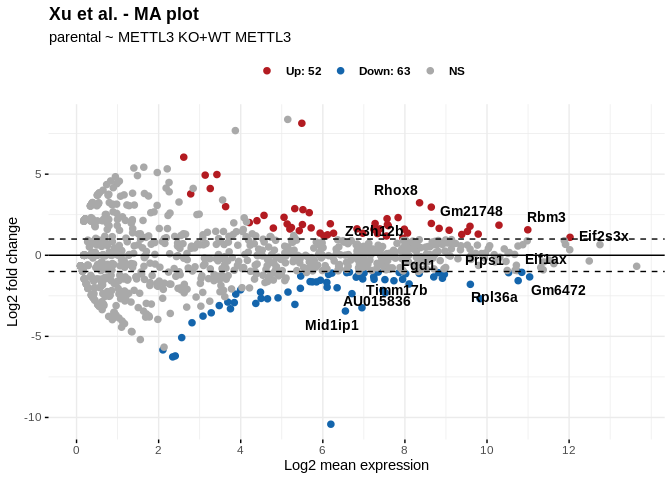 Xu et al. - MA plot
parental ~ METTL3 KO+WT METTL3
Up: 52 Down: 63 NS
Rhox8
Gm21748
Rbm3
Zc3h12b
Eif2s3x
Fgd1
Prps1
Eif1ax
Timm17b
Gm6472
AU015836
Rpl36a
Mid1ip1
Log2 fold change
5
0
-5
-10
0 2 4 6 8 10 12
Log2 mean expression